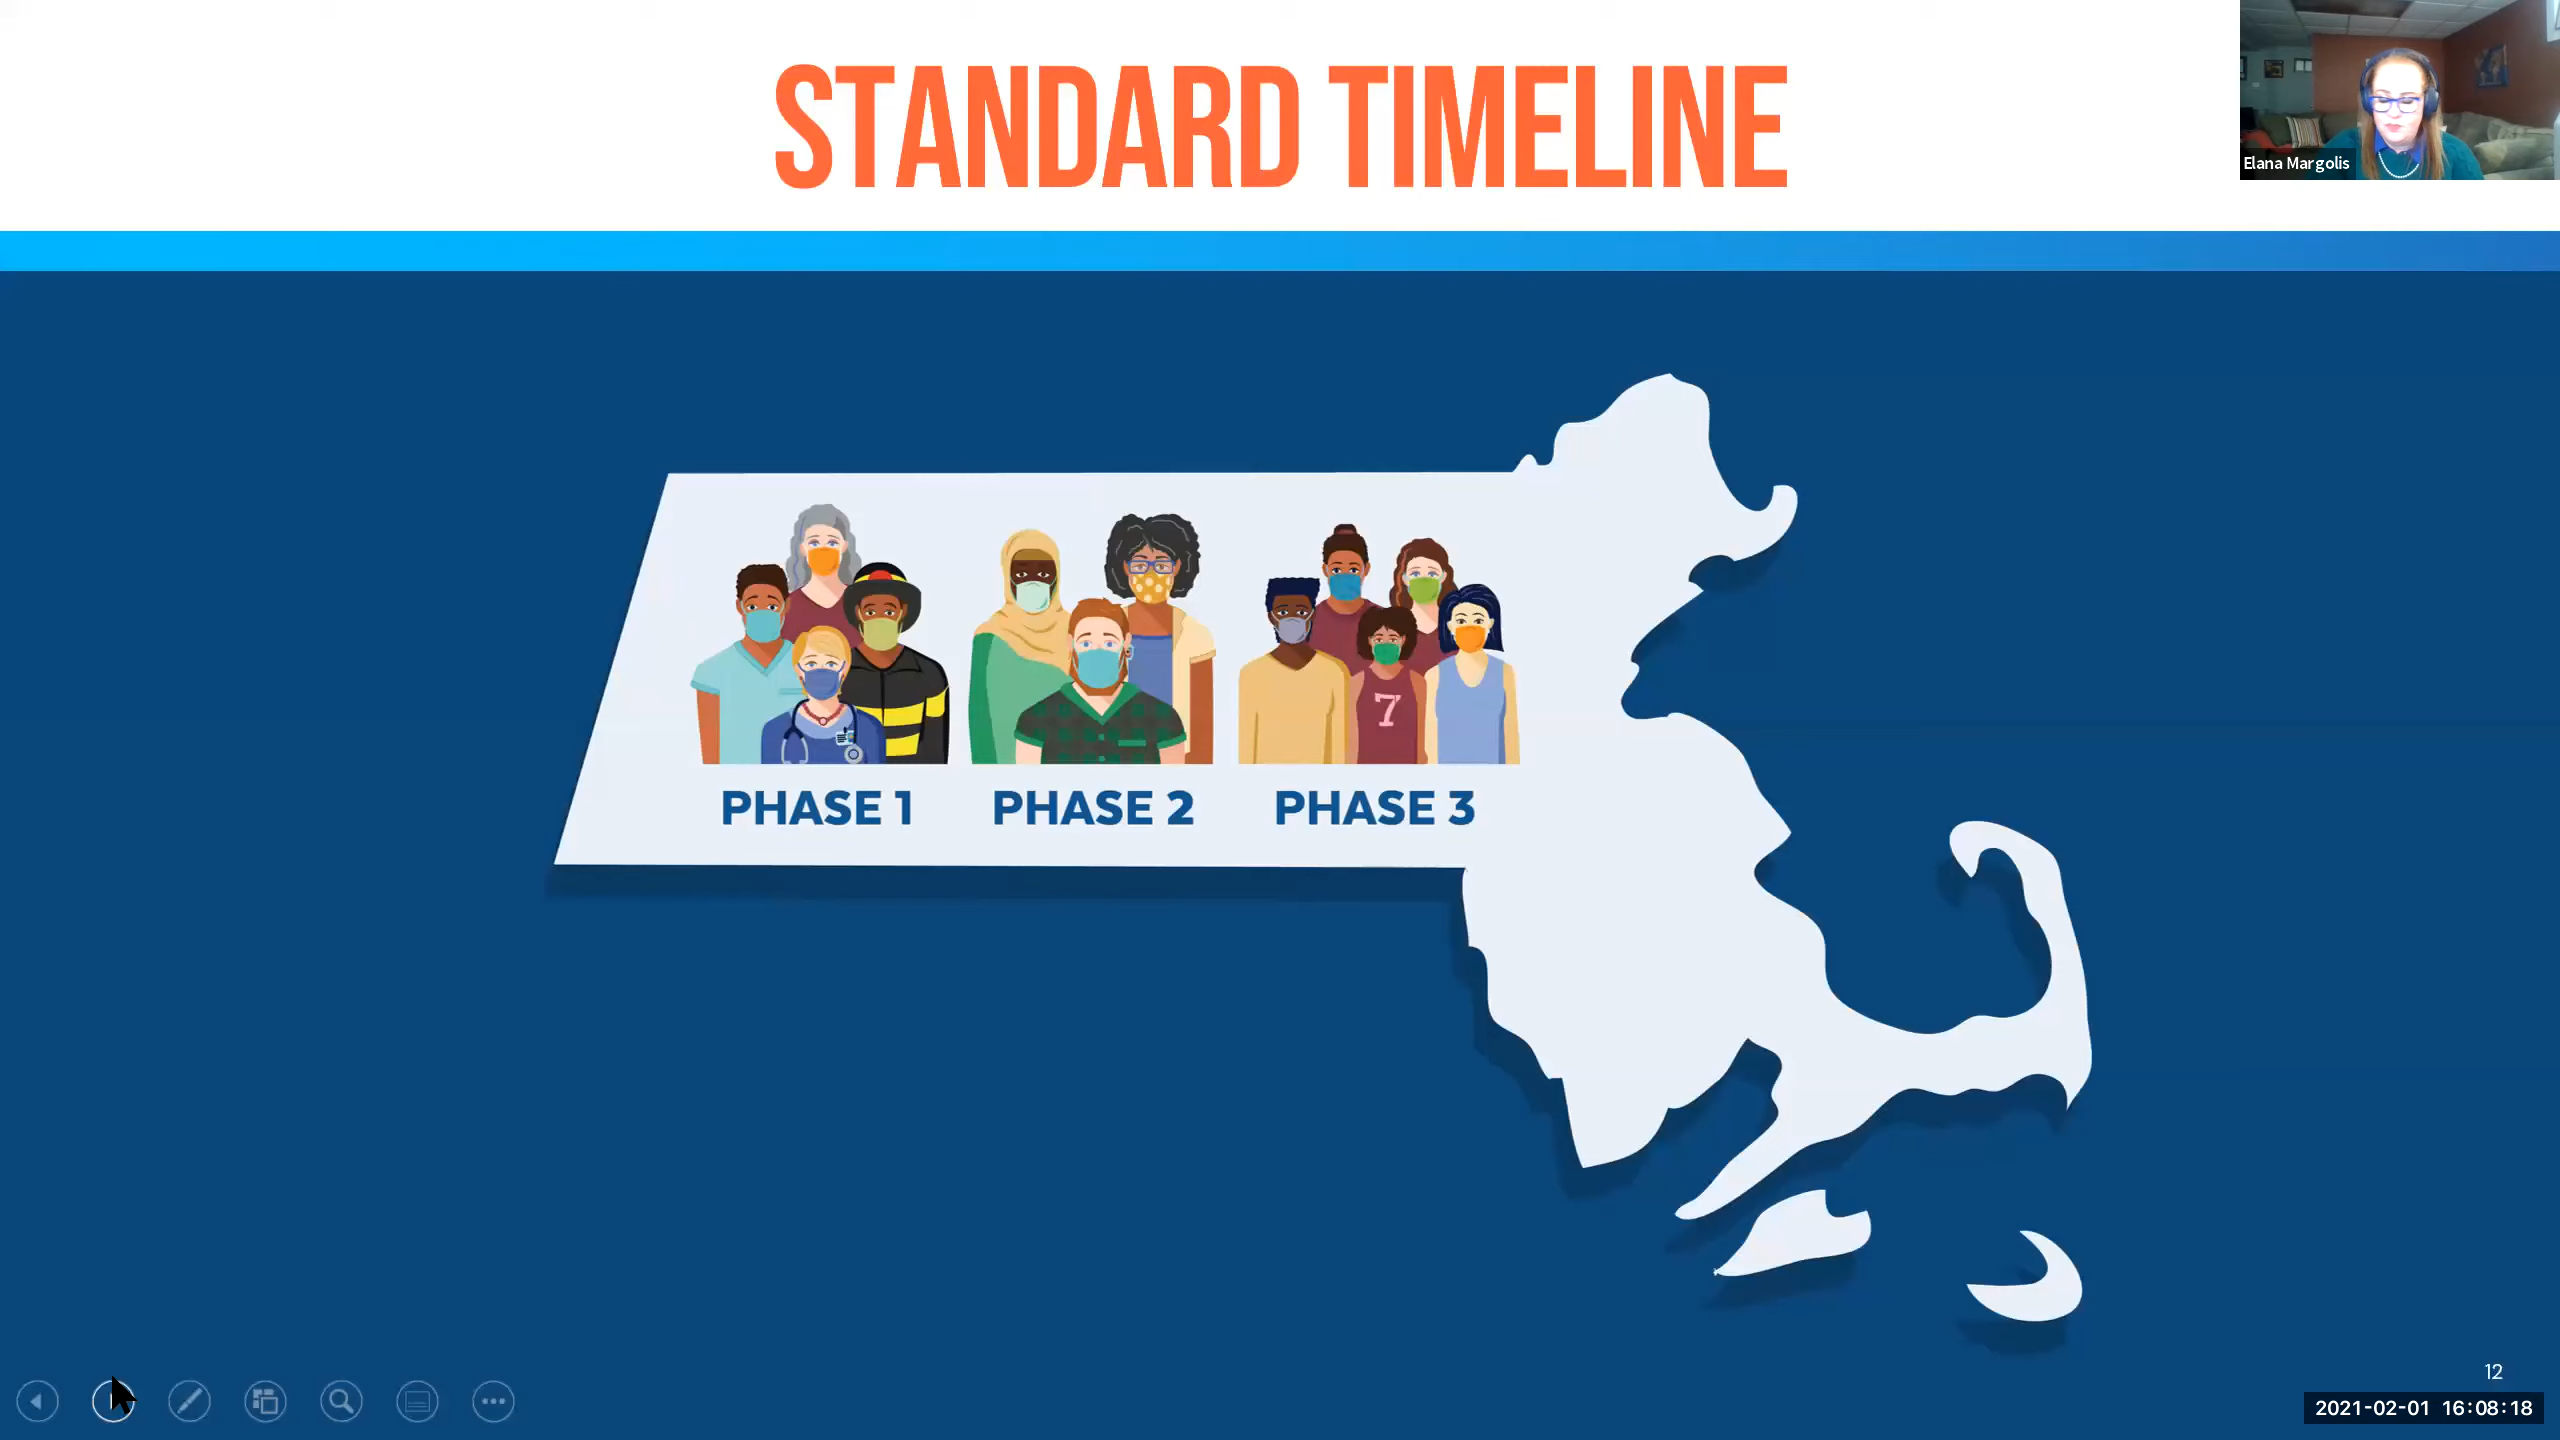 STANDARD TIMELINE
Elana Margolis
7
PHASE 1
PHASE 2
PHASE 3
12
2021-02-01 16:08:18